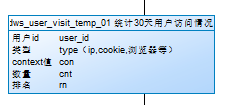 dws_user_visit_temp_01 统计30天用户访问情况
用户id user_id
类型 type（ip,cookie,浏览器等）
context值 con
数量 cnt
排名 rn